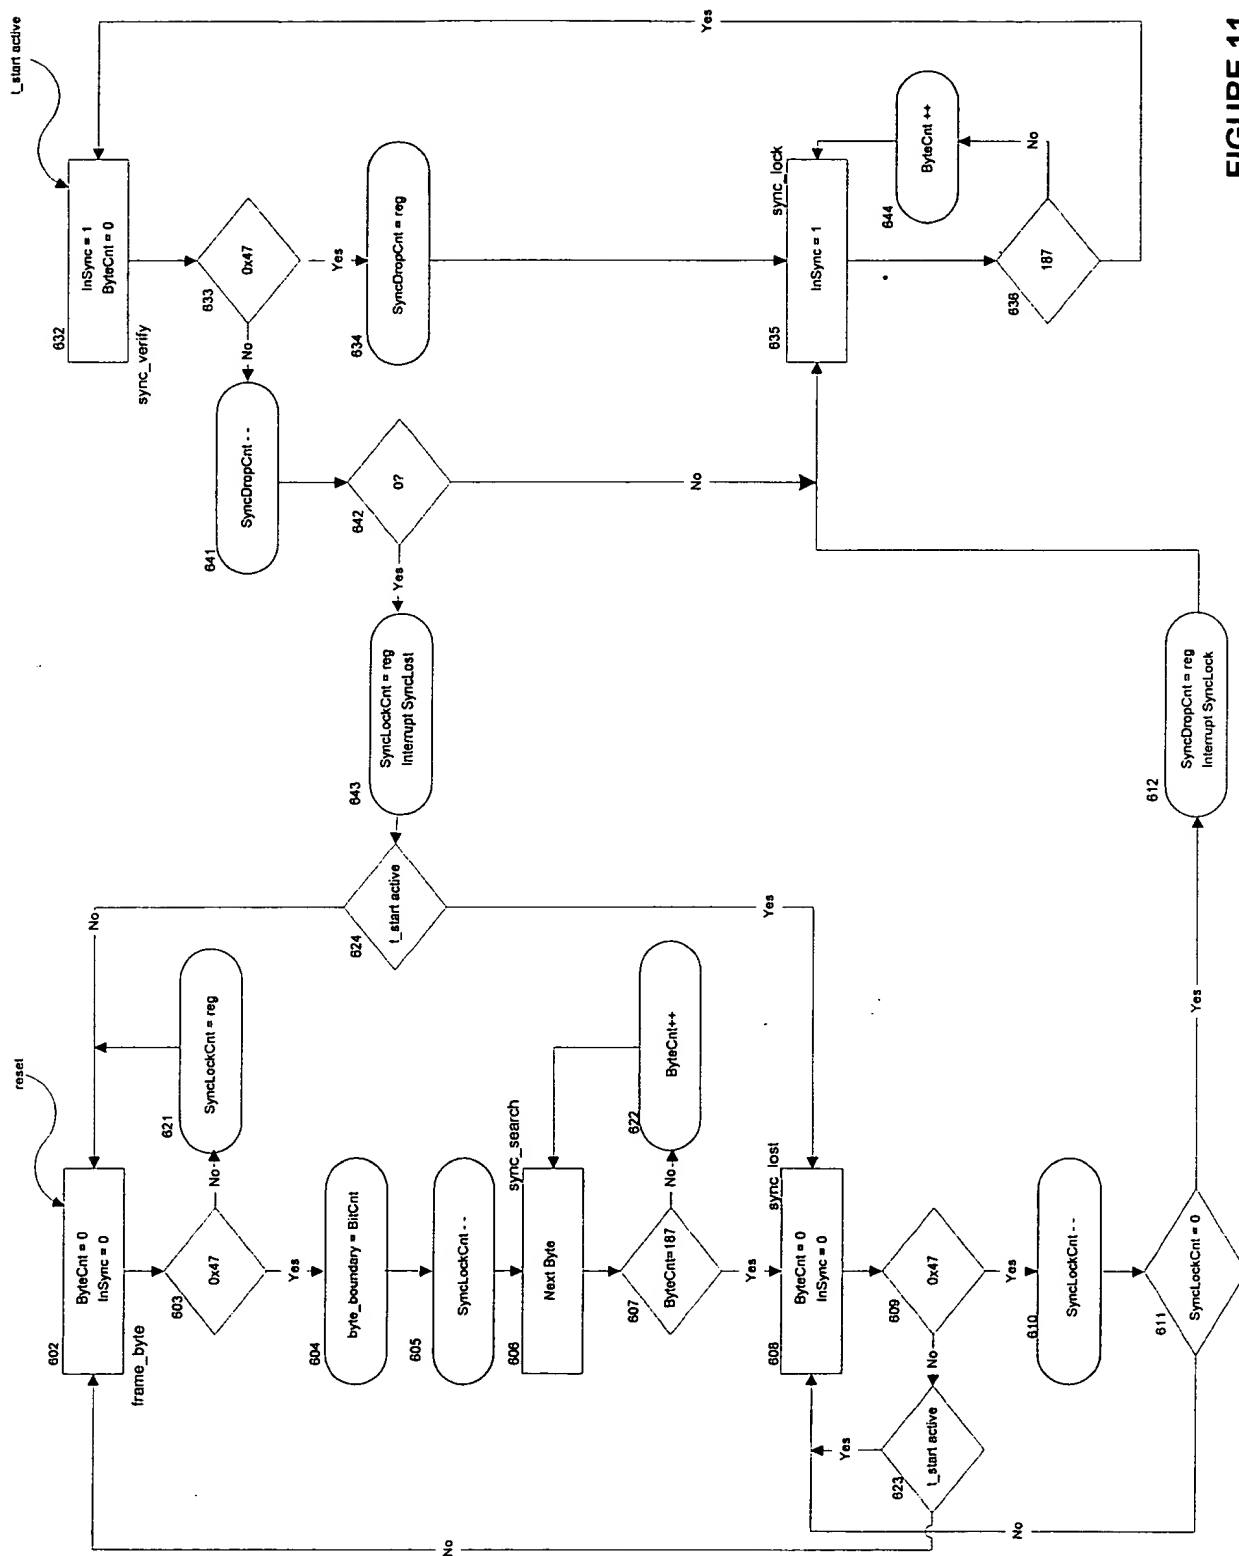 reset
602
ByteCnt = 0
InSync = 0
frame_byte
603
0x47
No
621
SyncLockCnt = reg
Yes
604
byte_boundary = BitCnt
605
SyncLockCnt - -
sync_search
606
Next Byte
607
ByteCnt=187
No
622
ByteCnt++
Yes
sync_lost
608
ByteCnt = 0
InSync = 0
609
0x47
No
623
t_start active
Yes
No
Yes
610
SyncLockCnt - -
611
SyncLockCnt = 0
No
Yes
612
SyncDropCnt = reg
Interrupt SyncLock
t_start active
632
InSync = 1
ByteCnt = 0
sync_verify
633
0x47
No
Yes
634
SyncDropCnt = reg
641
SyncDropCnt - -
642
0?
No
Yes
643
SyncLockCnt = reg
Interrupt SyncLost
624
t_start active
No
Yes
sync_lock
635
InSync = 1
636
187
No
644
ByteCnt ++
Yes
FIGURE 11